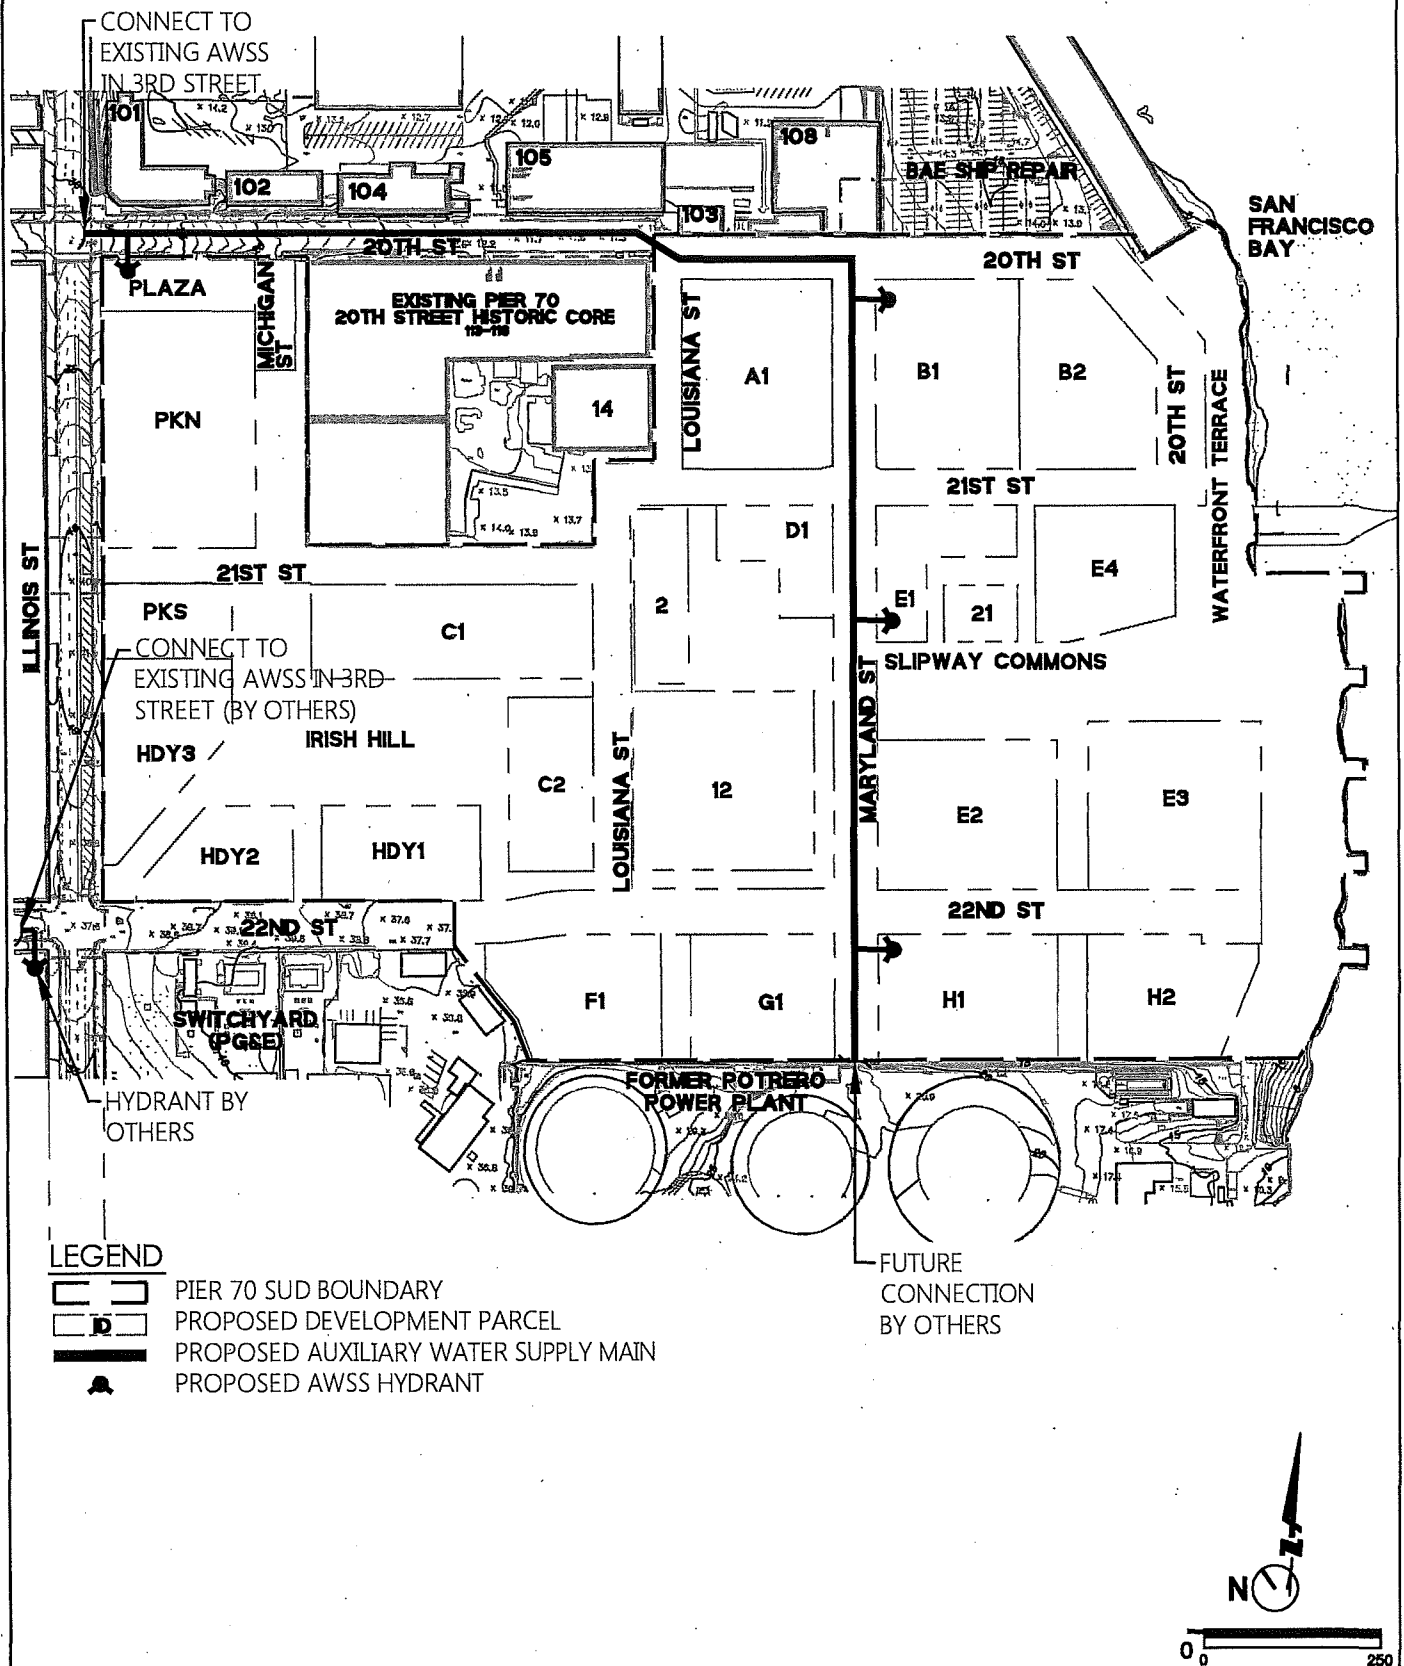 CONNECT TO
EXISTING AWSS
IN 3RD STREET
101
102
104
105
103
108
BAE SHIP REPAIR
SAN
FRANCISCO
BAY
20TH ST
20TH ST
PLAZA
MICHIGAN
ST
EXISTING PIER 70
20TH STREET HISTORIC CORE
LOUISIANA ST
A1
B1
B2
20TH ST
WATERFRONT TERRACE
PKN
14
21ST ST
D1
ILLINOIS ST
21ST ST
PKS
C1
2
E1
21
E4
CONNECT TO
EXISTING AWSS IN 3RD
STREET (BY OTHERS)
SLIPWAY COMMONS
MARYLAND ST
HDY3
IRISH HILL
C2
LOUISIANA ST
12
E2
E3
HDY2
HDY1
22ND ST
22ND ST
SWITCHYARD
(PG&E)
F1
G1
H1
H2
FORMER POTRERO
POWER PLANT
HYDRANT BY
OTHERS
FUTURE
CONNECTION
BY OTHERS
LEGEND
PIER 70 SUD BOUNDARY
ID PROPOSED DEVELOPMENT PARCEL
PROPOSED AUXILIARY WATER SUPPLY MAIN
PROPOSED AWSS HYDRANT
N
0
0 250